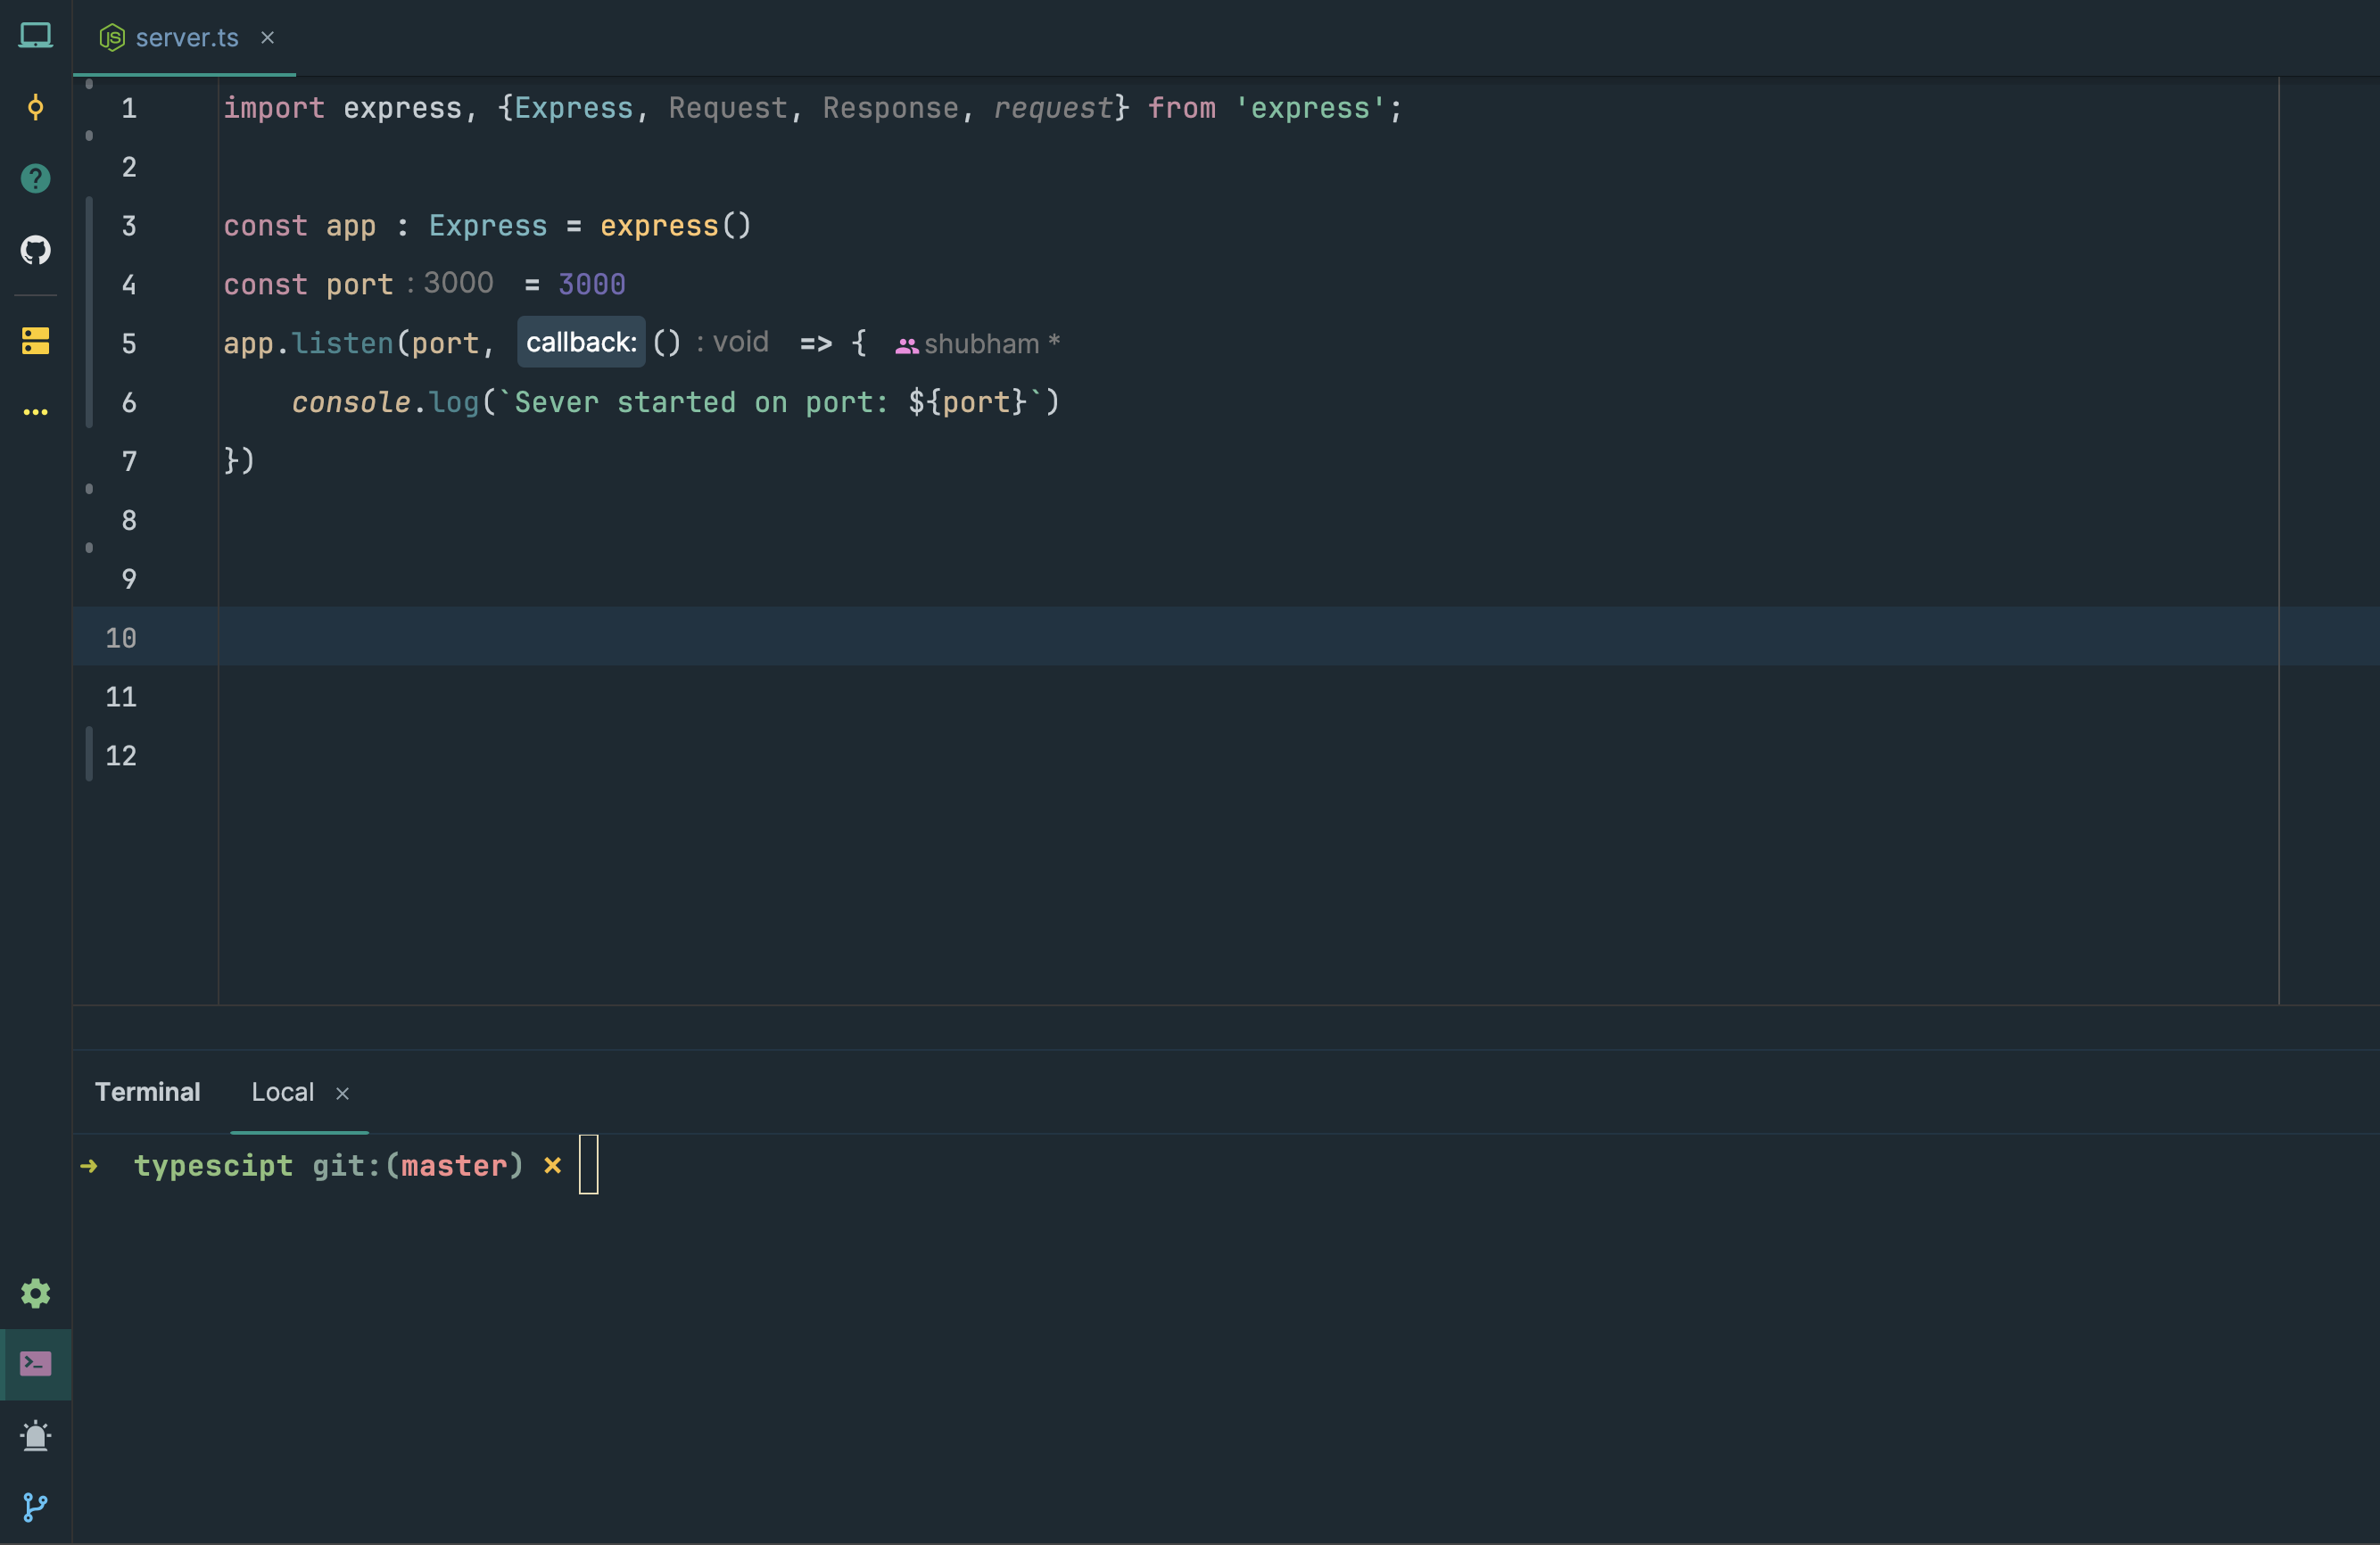 server.ts ×
1 import express, {Express, Request, Response, request} from 'express';
2
3 const app : Express = express()
4 const port : 3000 = 3000
5 app.listen(port, callback: () : void => { shubham *
6 console.log(`Sever started on port: ${port}`)
7 })
8
9
10
11
12
Terminal Local ×
➜ typescipt git:(master) ✗